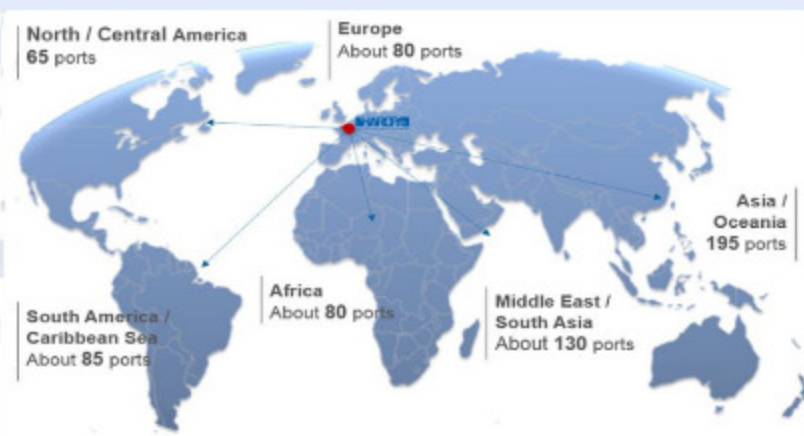 North / Central America
65 ports
Europe
About 80 ports
Asia /
Oceania
195 ports
Africa
About 80 ports
Middle East /
South Asia
About 130 ports
South America /
Caribbean Sea
About 85 ports